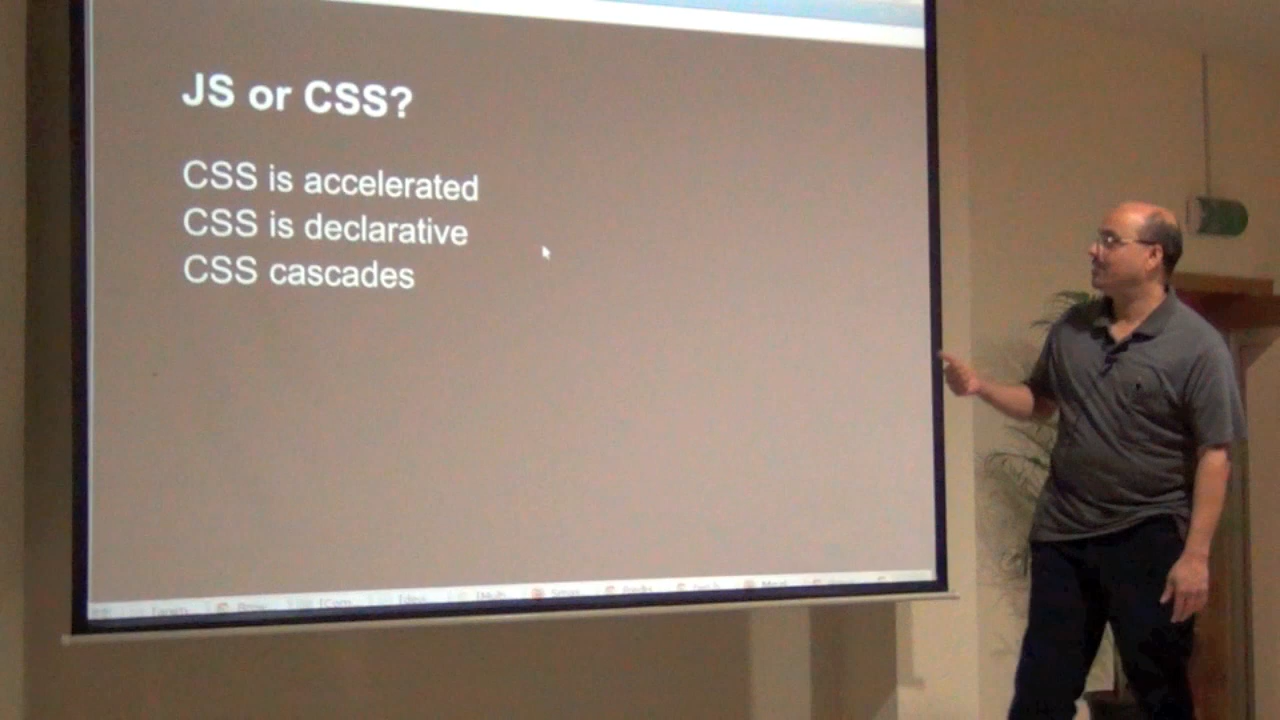 JS or CSS?
CSS is accelerated
CSS is declarative
CSS cascades